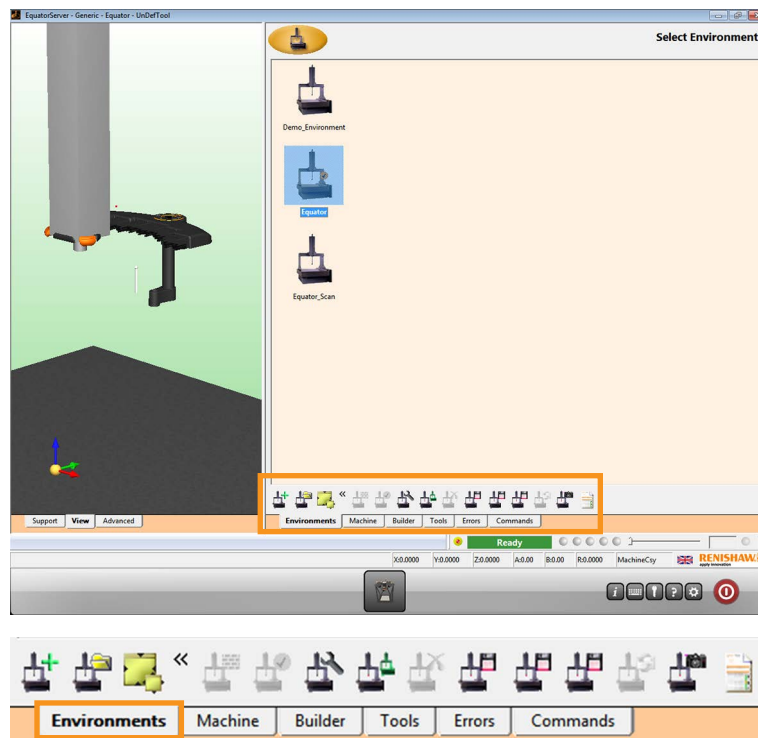 EquatorServer - Generic - Equator - UnDefTool
Select Environment
Demo_Environment
Equator
Equator_Scan
Support View Advanced
Environments Machine Builder Tools Errors Commands
Ready
X:0.0000 Y:0.0000 Z:0.0000 A:0.00 B:0.00 R:0.0000 MachineCsy RENISHAW.
apply innovation
Environments Machine Builder Tools Errors Commands